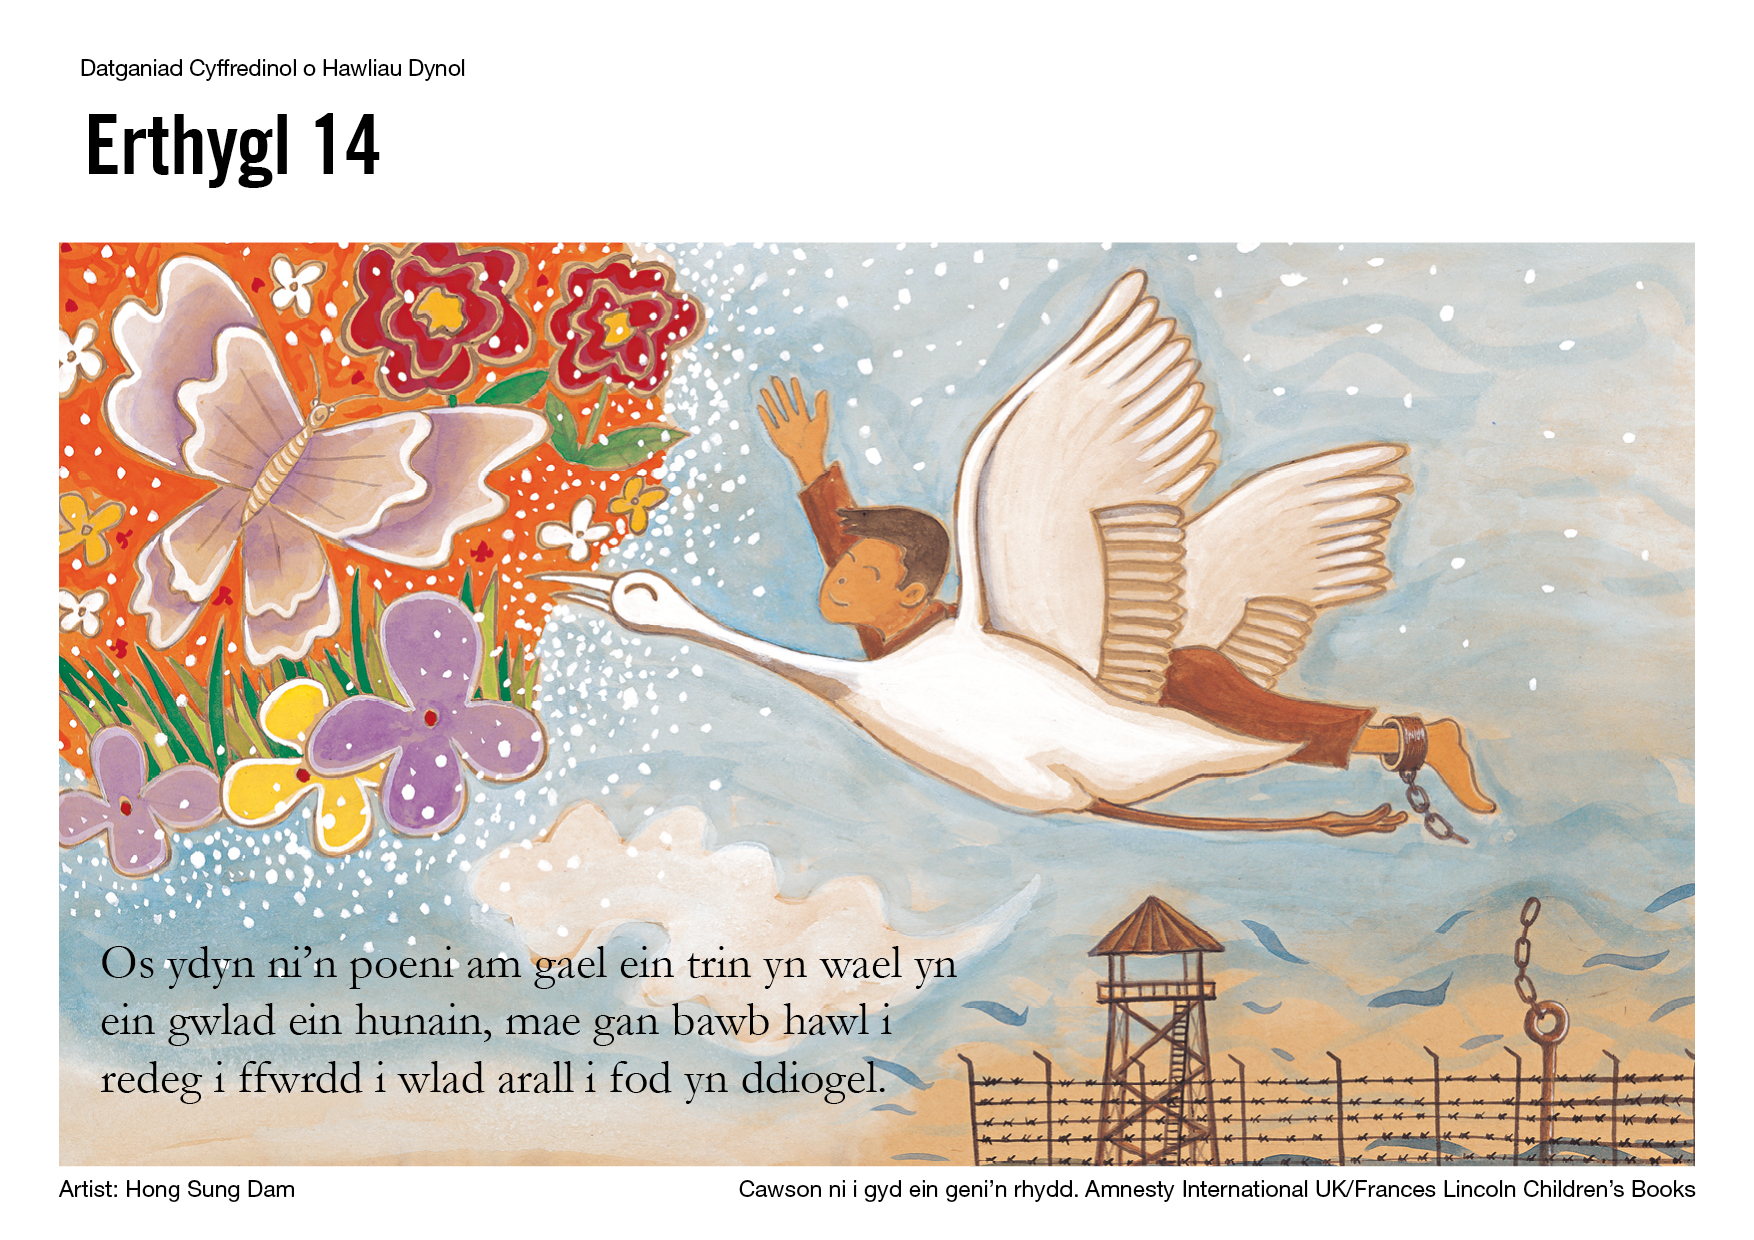 Datganiad Cyffredinol o Hawliau Dynol
Erthygl 14
Os ydyn ni’n poeni am gael ein trin yn wael yn
ein gwlad ein hunain, mae gan bawb hawl i
redeg i ffwrdd i wlad arall i fod yn ddiogel.
Artist: Hong Sung Dam
Cawson ni i gyd ein geni’n rhydd. Amnesty International UK/Frances Lincoln Children’s Books